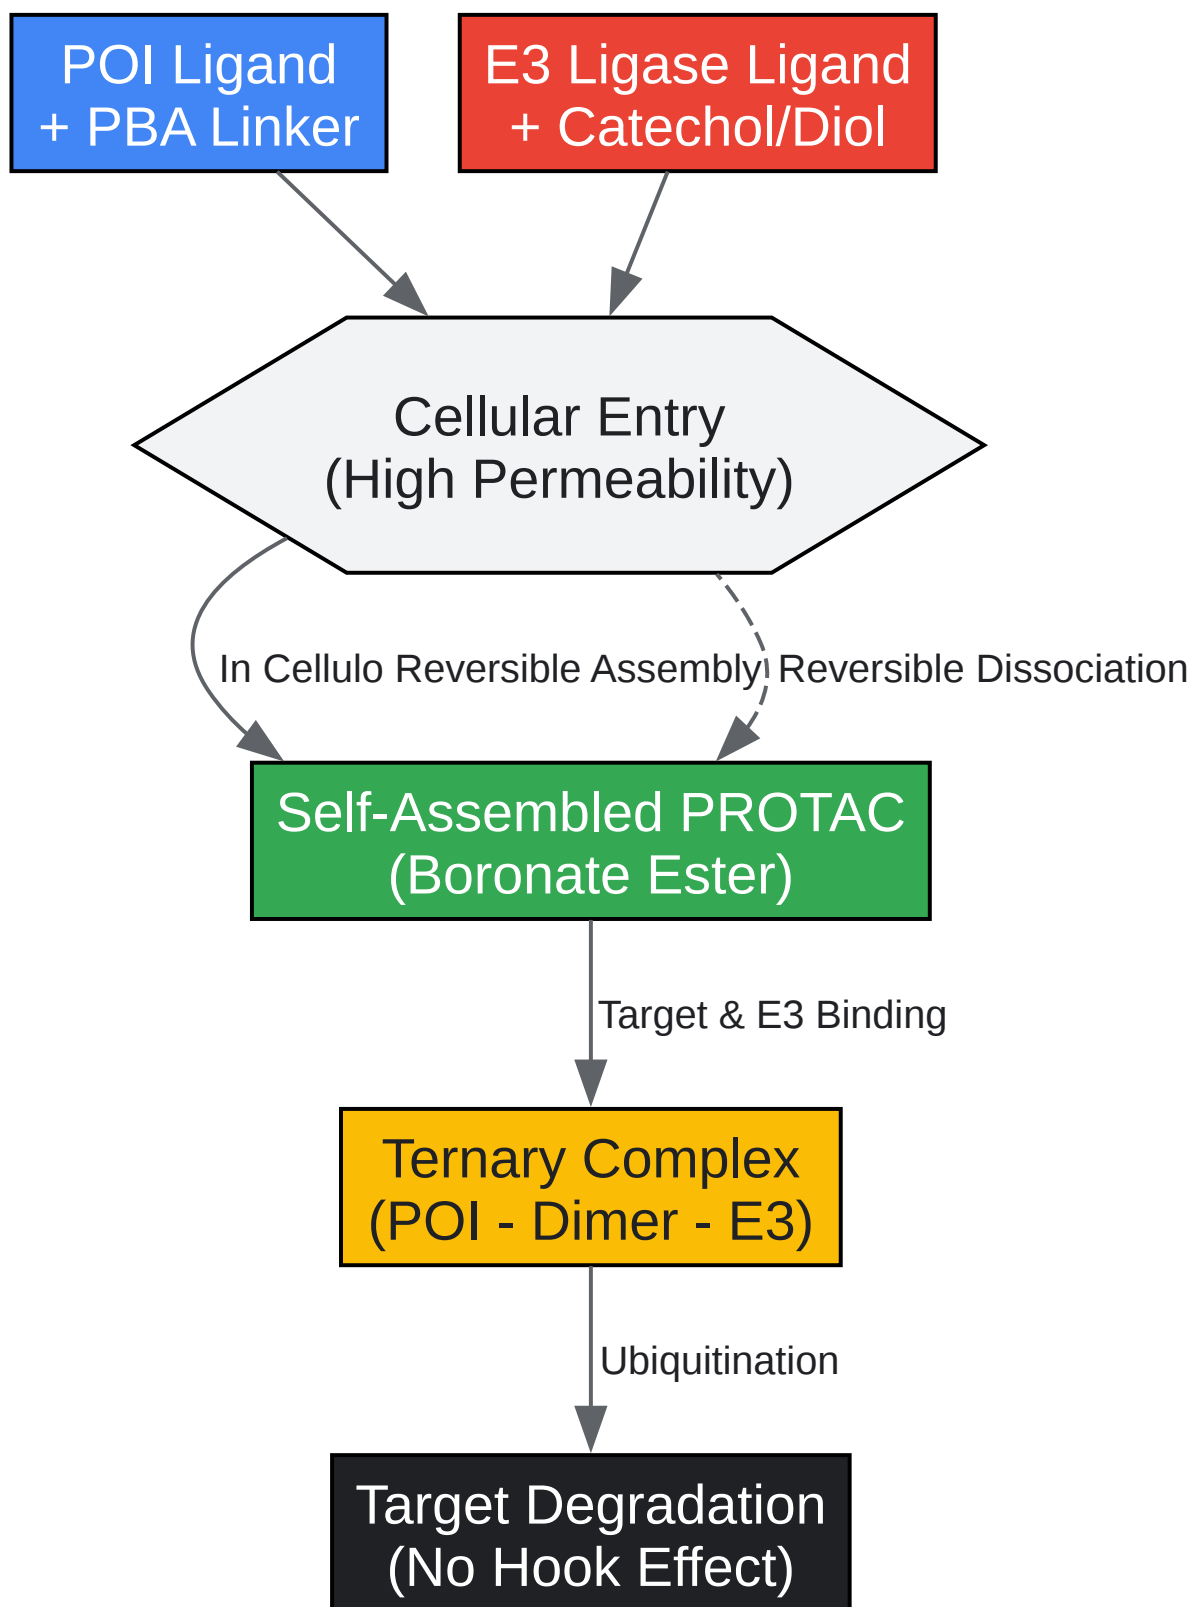 POI Ligand
+ PBA Linker
E3 Ligase Ligand
+ Catechol/Diol
Cellular Entry
(High Permeability)
In Cellulo Reversible Assembly
Reversible Dissociation
Self-Assembled PROTAC
(Boronate Ester)
Target & E3 Binding
Ternary Complex
(POI - Dimer - E3)
Ubiquitination
Target Degradation
(No Hook Effect)